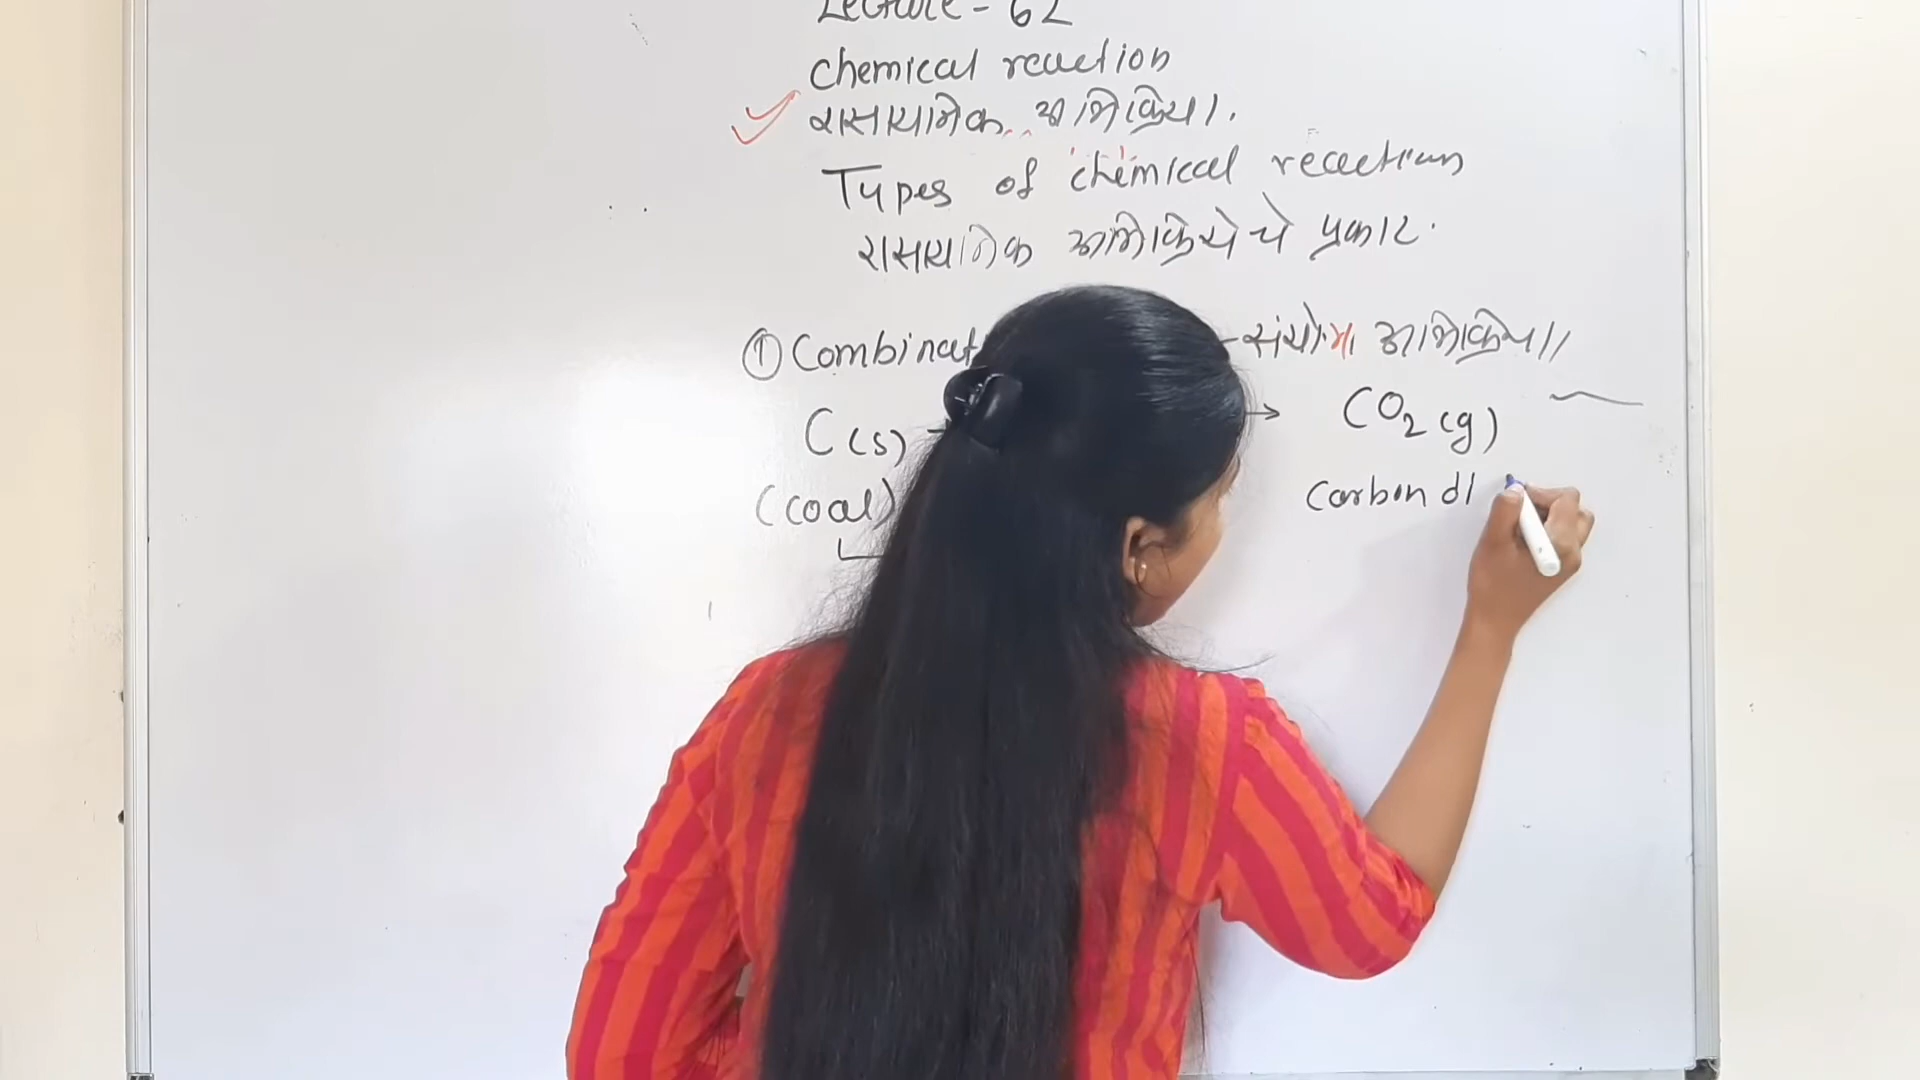 Lecture - 62
Chemical reaction
रासायनिक अभिक्रिया.
Types of chemical reactions
रासायनिक अभिक्रियेचे प्रकार.
① Combinat - संयोग अभिक्रिया
C(s) → CO₂(g)
(coal) Carbon di